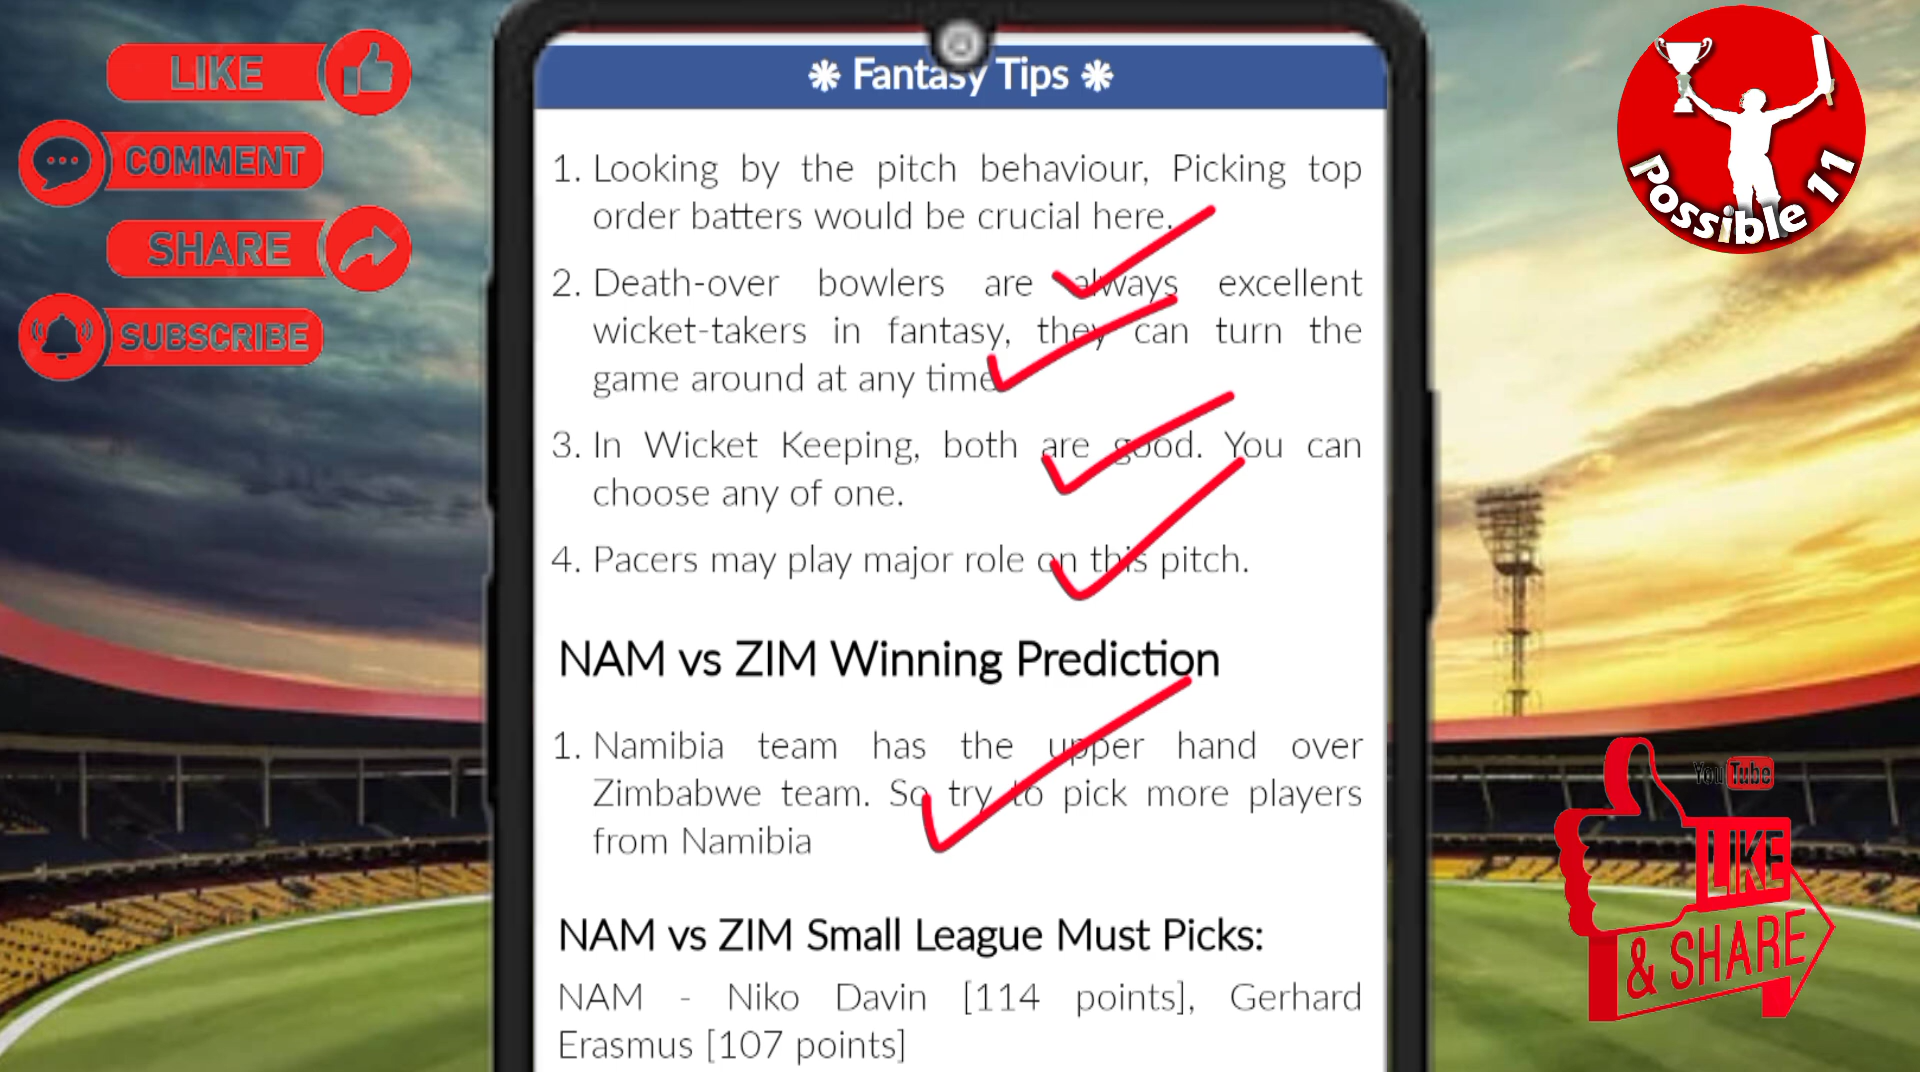 LIKE
COMMENT
SHARE
SUBSCRIBE
Fantasy Tips
1. Looking by the pitch behaviour, Picking top
order batters would be crucial here.
2. Death-over bowlers are always excellent
wicket-takers in fantasy, they can turn the
game around at any time
3. In Wicket Keeping, both are good. You can
choose any of one.
4. Pacers may play major role on this pitch.
NAM vs ZIM Winning Prediction
1. Namibia team has the upper hand over
Zimbabwe team. So try to pick more players
from Namibia
NAM vs ZIM Small League Must Picks:
NAM - Niko Davin [114 points], Gerhard
Erasmus [107 points]
Possible 11
YouTube
LIKE
& SHARE